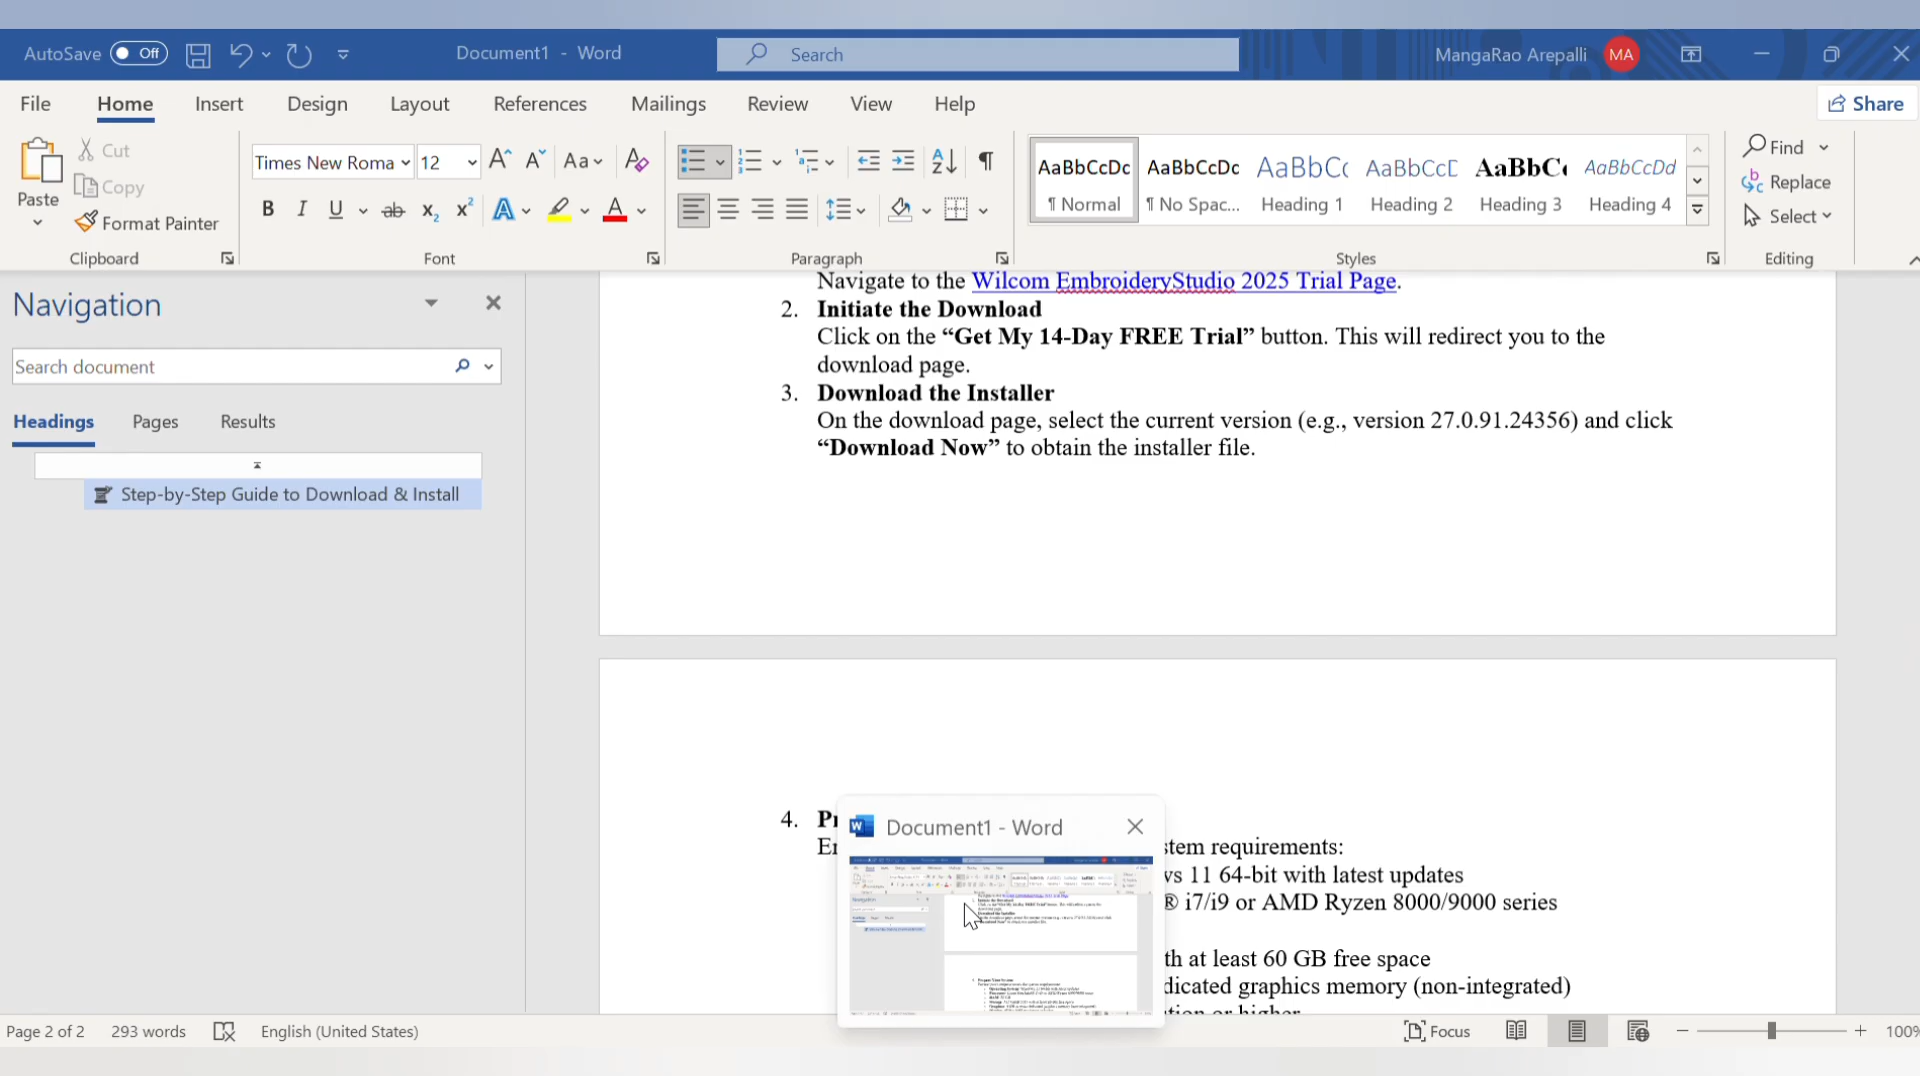 AutoSave Off Document1 - Word Search MangaRao Arepalli MA
File Home Insert Design Layout References Mailings Review View Help Share
Paste
Cut
Copy
Format Painter
Clipboard
Times New Roma 12
Font
Paragraph
AaBbCcDc AaBbCcDc AaBbCc AaBbCcD AaBbCc AaBbCcDd
¶ Normal ¶ No Spac... Heading 1 Heading 2 Heading 3 Heading 4
Styles
Find
Replace
Select
Editing
Navigation
Search document
Headings Pages Results
Step-by-Step Guide to Download & Install
Navigate to the Wilcom EmbroideryStudio 2025 Trial Page.
2. Initiate the Download
Click on the “Get My 14-Day FREE Trial” button. This will redirect you to the
download page.
3. Download the Installer
On the download page, select the current version (e.g., version 27.0.91.24356) and click
“Download Now” to obtain the installer file.
4.
stem requirements:
vs 11 64-bit with latest updates
® i7/i9 or AMD Ryzen 8000/9000 series
th at least 60 GB free space
dicated graphics memory (non-integrated)
tion or higher
Document1 - Word
Page 2 of 2 293 words English (United States) Focus 100%